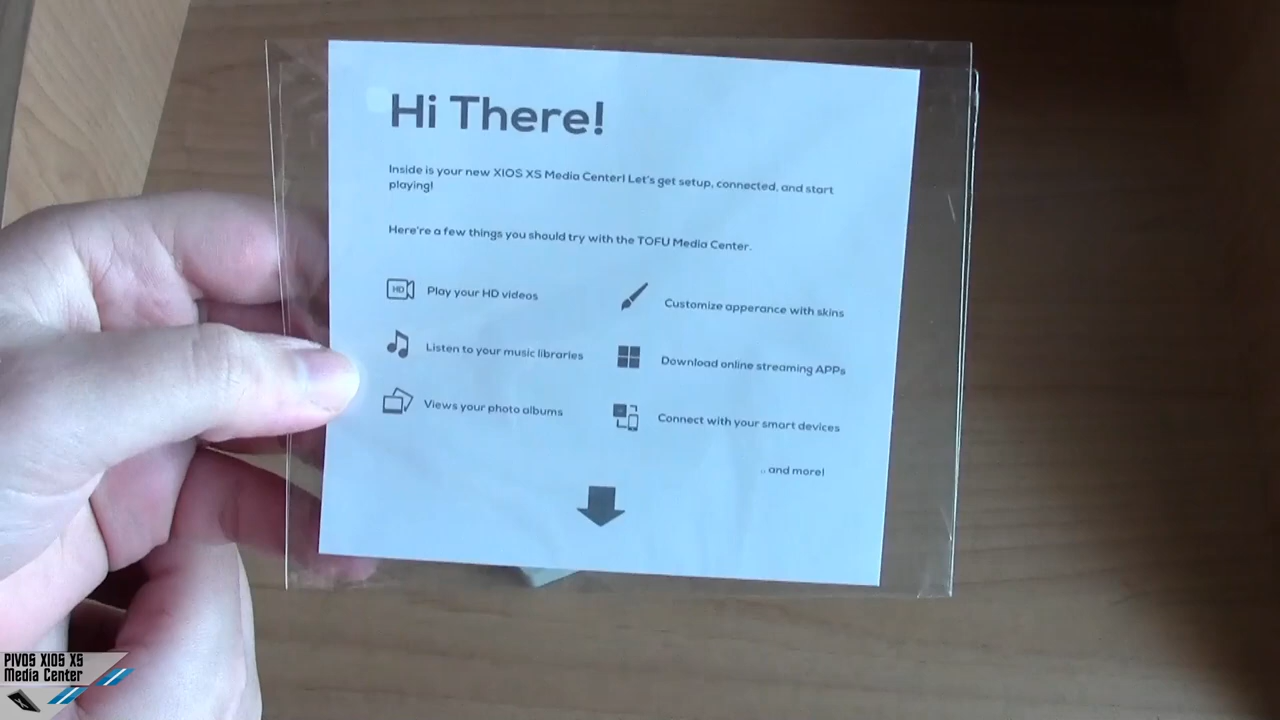 Hi There!
Inside is your new XIOS XS Media Center! Let's get setup, connected, and start
playing!
Here're a few things you should try with the TOFU Media Center.
HD
Play your HD videos
Customize apperance with skins
Listen to your music libraries
Download online streaming APPs
Views your photo albums
Connect with your smart devices
.. and more!
PIVOS XIOS XS
Media Center